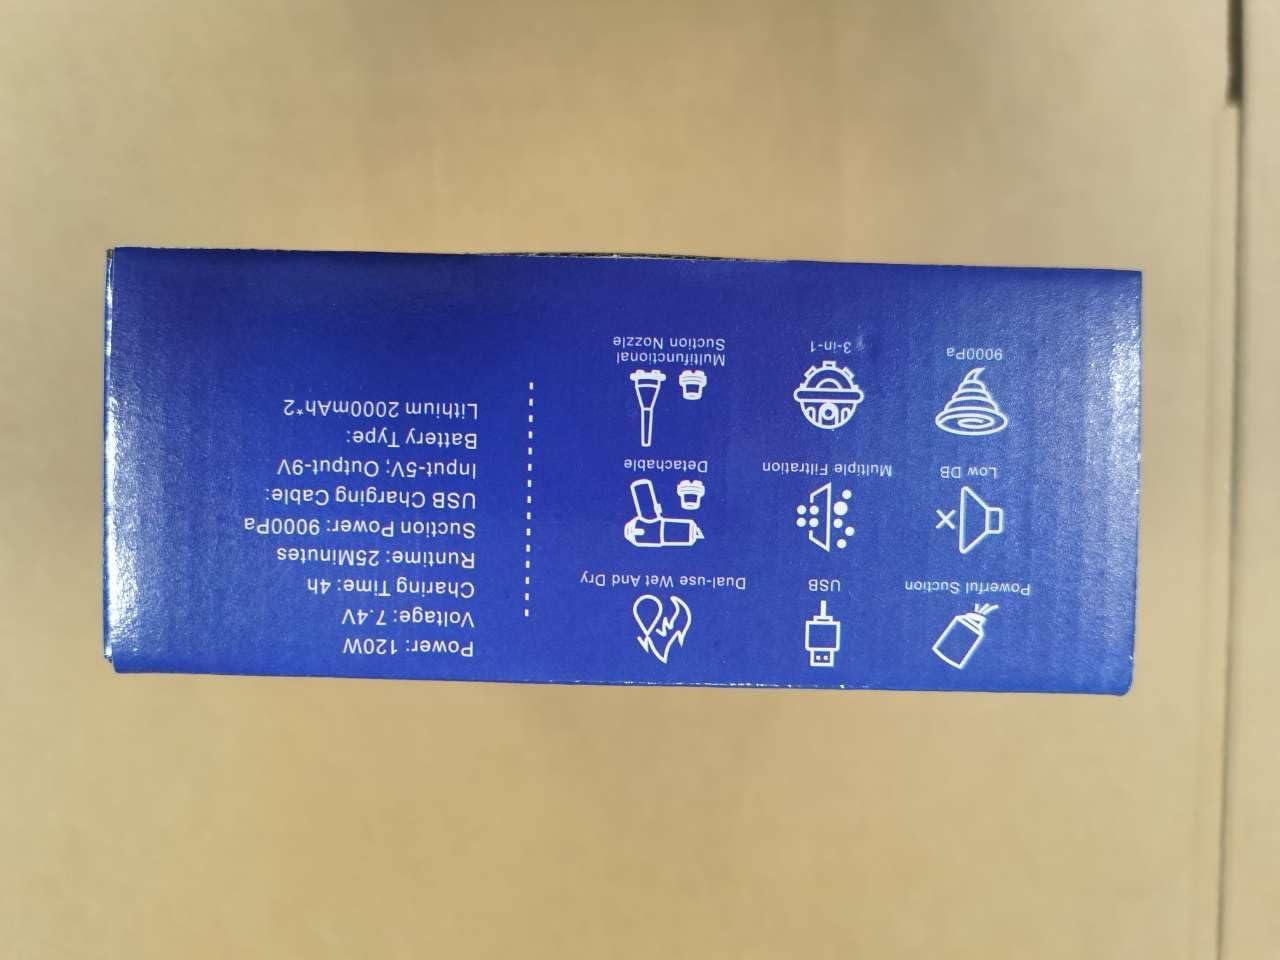 Powerful Suction
USB
Dual-use Wet And Dry
Low DB
Multiple Filtration
Detachable
9000Pa
3-in-1
Multifunctional
Suction Nozzle
Power: 120W
Voltage: 7.4V
Charing Time: 4h
Runtime: 25Minutes
Suction Power: 9000Pa
USB Charging Cable:
Input-5V; Output-9V
Battery Type:
Lithium 2000mAh*2